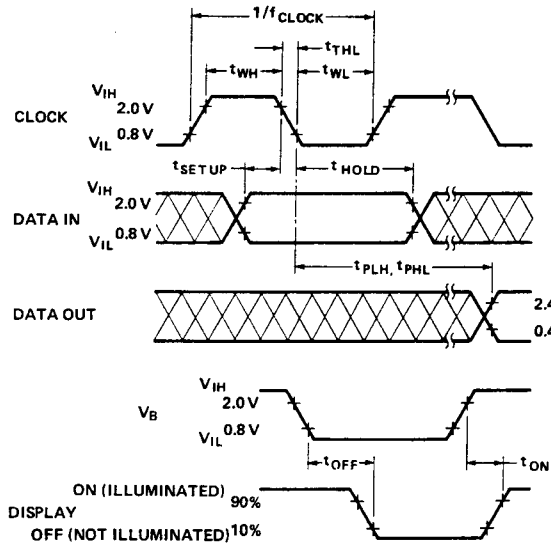 1/fCLOCK
tTHL
tWH
tWL
VIH
2.0 V
CLOCK
0.8 V
VIL
tSETUP
tHOLD
VIH
2.0 V
DATA IN
0.8 V
VIL
tPLH, tPHL
DATA OUT
2.4
0.4
VIH
2.0 V
VB
VIL 0.8 V
tOFF
tON
ON (ILLUMINATED) 90%
DISPLAY
OFF (NOT ILLUMINATED) 10%